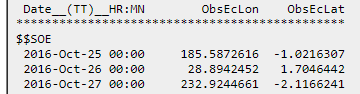 Date__(TT)__HR:MN ObsEcLon ObsEcLat
********************************************
$$SOE
2016-Oct-25 00:00 185.5872616 -1.0216307
2016-Oct-26 00:00 28.8942452 1.7046442
2016-Oct-27 00:00 232.9244661 -2.1166241